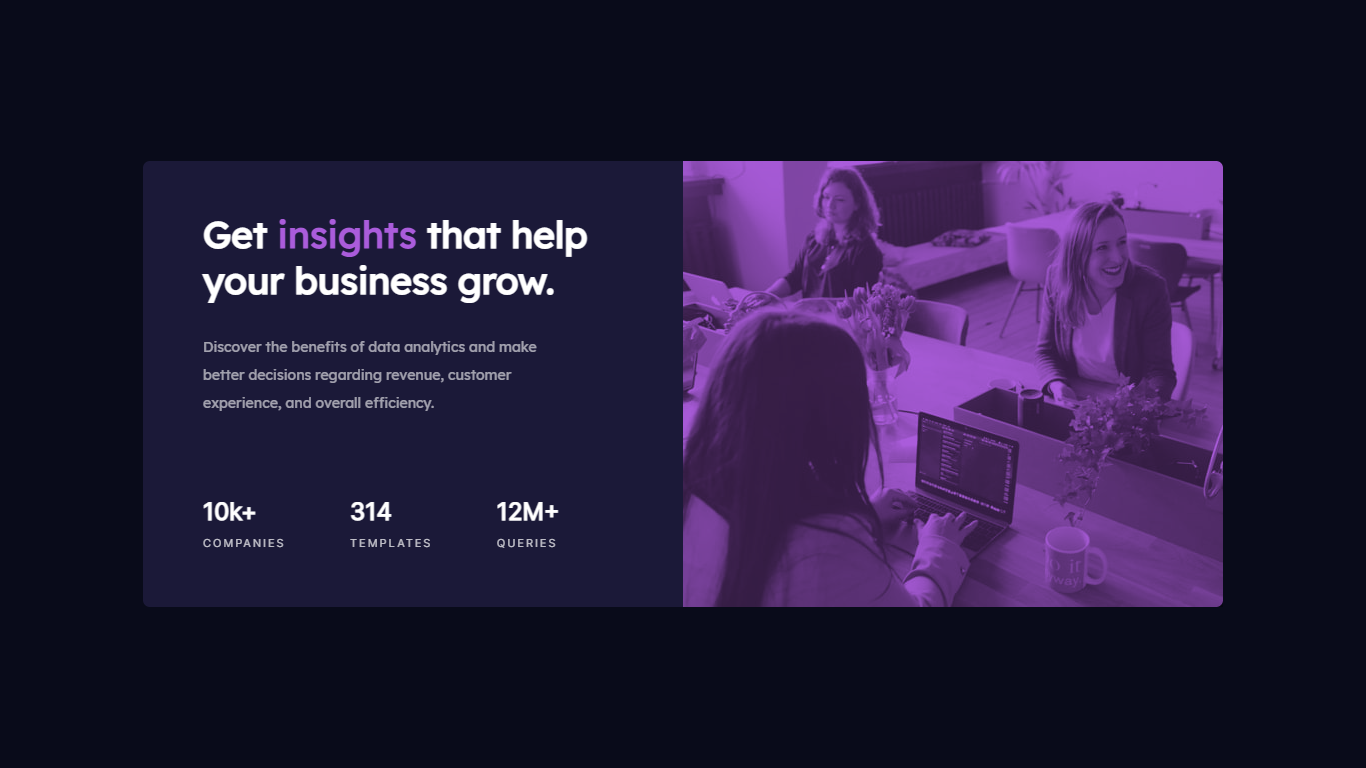 Get insights that help
your business grow.
Discover the benefits of data analytics and make
better decisions regarding revenue, customer
experience, and overall efficiency.
10k+ 314 12M+
COMPANIES TEMPLATES QUERIES